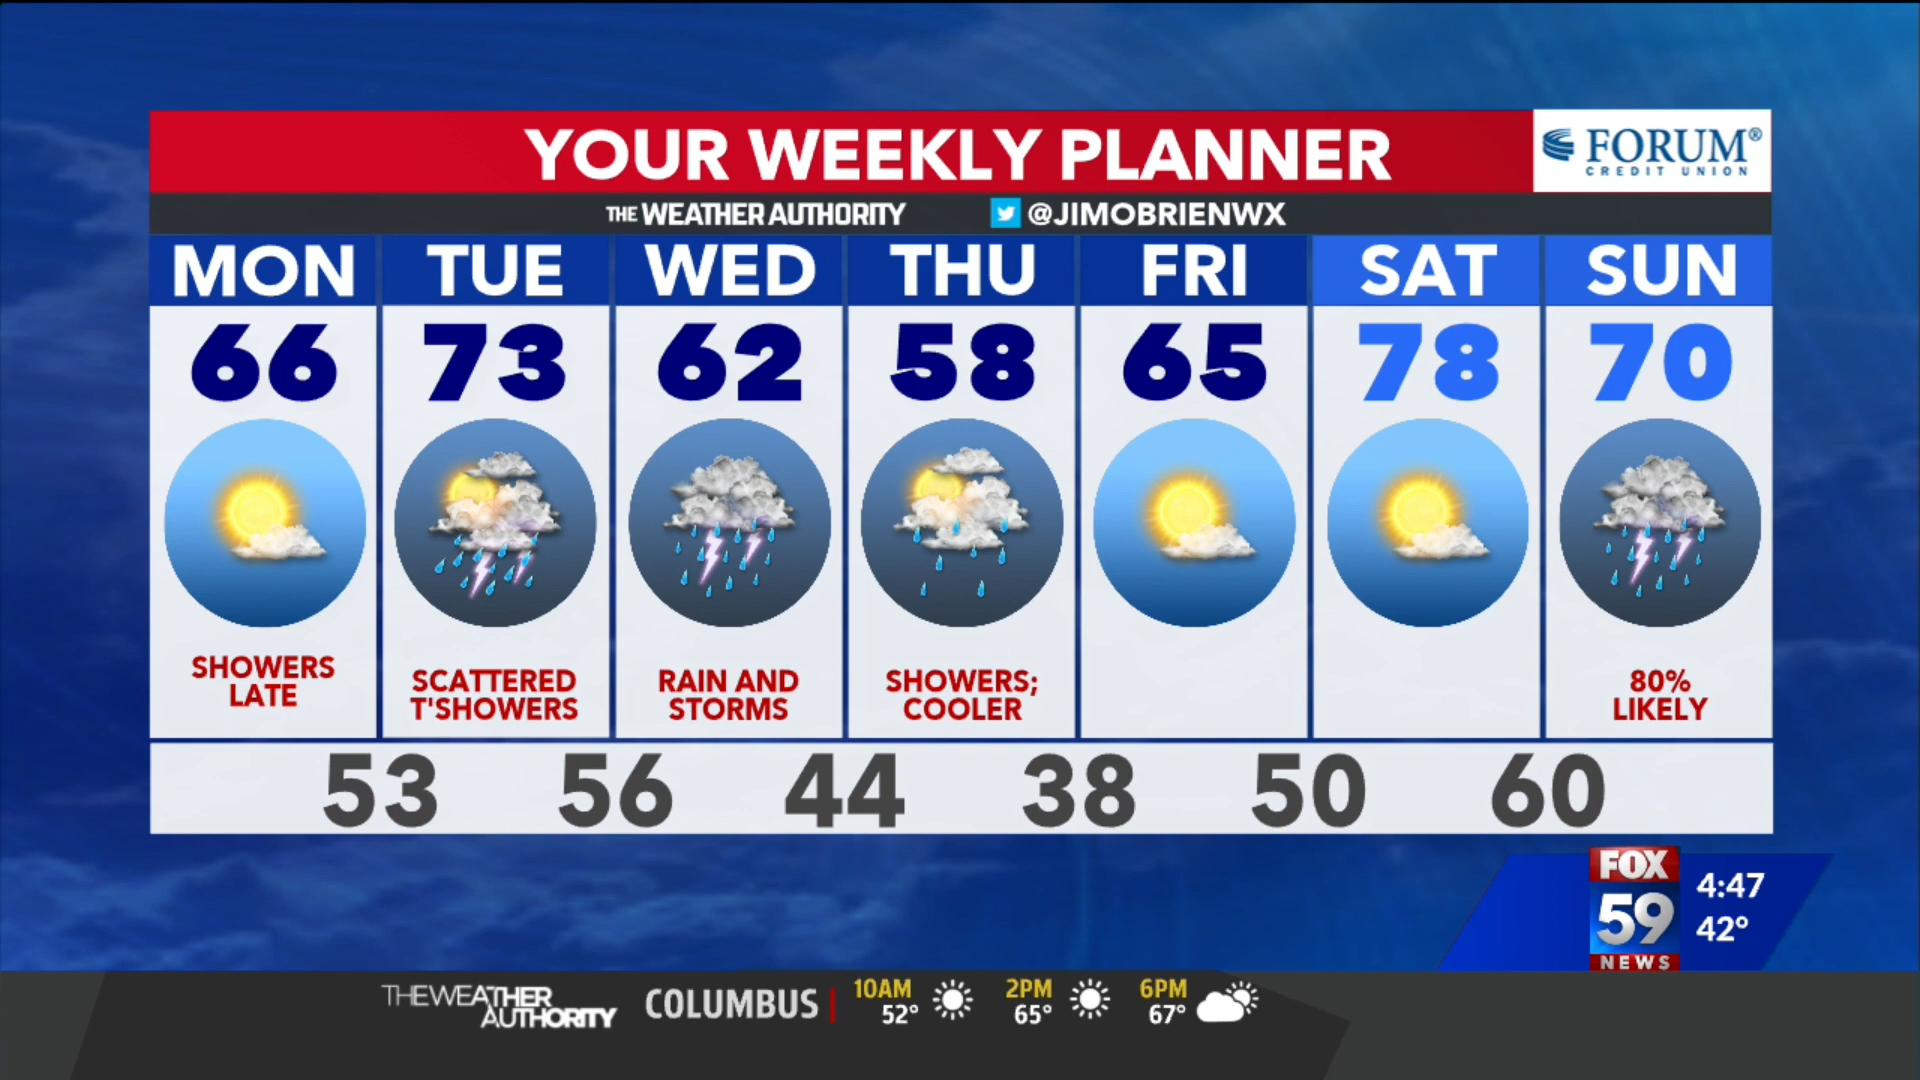 YOUR WEEKLY PLANNER
FORUM®
CREDIT UNION
THE WEATHER AUTHORITY @JIMOBRIENWX
MON TUE WED THU FRI SAT SUN
66 73 62 58 65 78 70
SHOWERS
LATE
SCATTERED
T'SHOWERS
RAIN AND
STORMS
SHOWERS;
COOLER
80%
LIKELY
53 56 44 38 50 60
FOX
59
NEWS
4:47
42°
THE WEATHER
AUTHORITY
COLUMBUS
10AM
52°
2PM
65°
6PM
67°